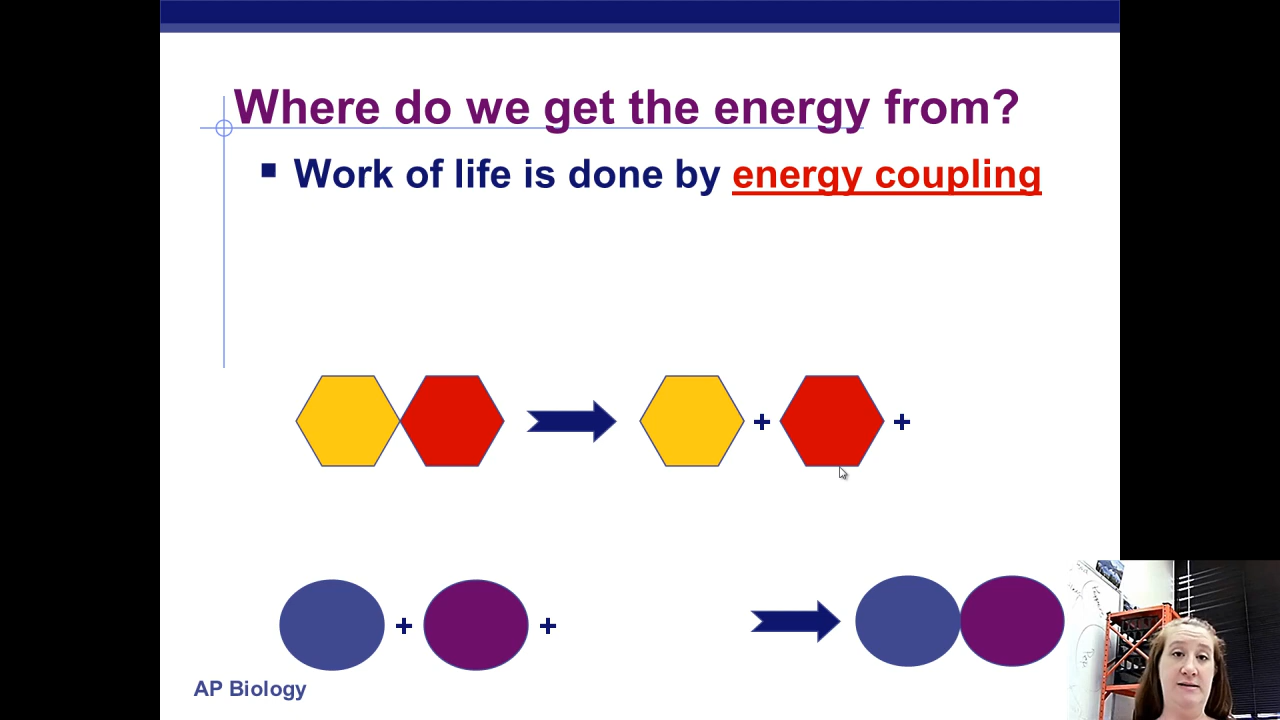 Where do we get the energy from?
▪ Work of life is done by energy coupling
+ +
+ +
AP Biology